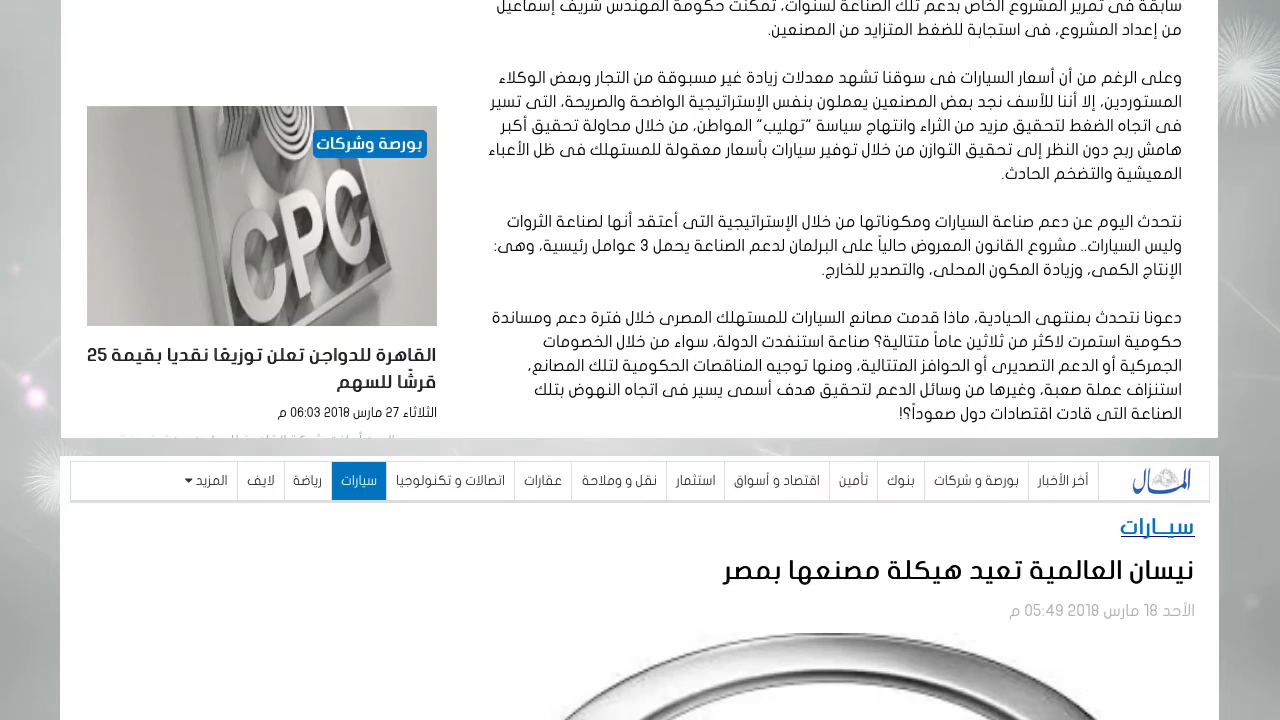 سابقة فى تمرير المشروع الخاص بدعم تلك الصناعة لسنوات، تمكنت حكومة المهندس شريف إسماعيل
من إعداد المشروع، فى استجابة للضغط المتزايد من المصنعين.
وعلى الرغم من أن أسعار السيارات فى سوقنا تشهد معدلات زيادة غير مسبوقة من التجار وبعض الوكلاء
المستوردين، إلا أننا للأسف نجد بعض المصنعين يعملون بنفس الإستراتيجية الواضحة والصريحة، التى تسير
فى اتجاه الضغط لتحقيق مزيد من الثراء وانتهاج سياسة "تهليب" المواطن، من خلال محاولة تحقيق أكبر
هامش ربح دون النظر إلى تحقيق التوازن من خلال توفير سيارات بأسعار معقولة للمستهلك فى ظل الأعباء
المعيشية والتضخم الحادث.
نتحدث اليوم عن دعم صناعة السيارات ومكوناتها من خلال الإستراتيجية التى أعتقد أنها لصناعة الثروات
وليس السيارات.. مشروع القانون المعروض حالياً على البرلمان لدعم الصناعة يحمل 3 عوامل رئيسية، وهى:
الإنتاج الكمى، وزيادة المكون المحلى، والتصدير للخارج.
دعونا نتحدث بمنتهى الحيادية، ماذا قدمت مصانع السيارات للمستهلك المصرى خلال فترة دعم ومساندة
حكومية استمرت لاكثر من ثلاثين عاماً متتالية؟ صناعة استنفدت الدولة، سواء من خلال الخصومات
الجمركية أو الدعم التصديرى أو الحوافز المتتالية، ومنها توجيه المناقصات الحكومية لتلك المصانع،
استنزاف عملة صعبة، وغيرها من وسائل الدعم لتحقيق هدف أسمى يسير فى اتجاه النهوض بتلك
الصناعة التى قادت اقتصادات دول صعوداً؟!
بورصة وشركات
CPC
القاهرة للدواجن تعلن توزيعًا نقديا بقيمة 25
قرشًا للسهم
الثلاثاء 27 مارس 2018 06:03 م
المال
أخر الأخبار
بورصة و شركات
بنوك
تأمين
اقتصاد و أسواق
استثمار
نقل و وملاحة
عقارات
اتصالات و تكنولوجيا
سيارات
رياضة
لايف
المزيد
سيــارات
نيسان العالمية تعيد هيكلة مصنعها بمصر
الأحد 18 مارس 2018 05:49 م